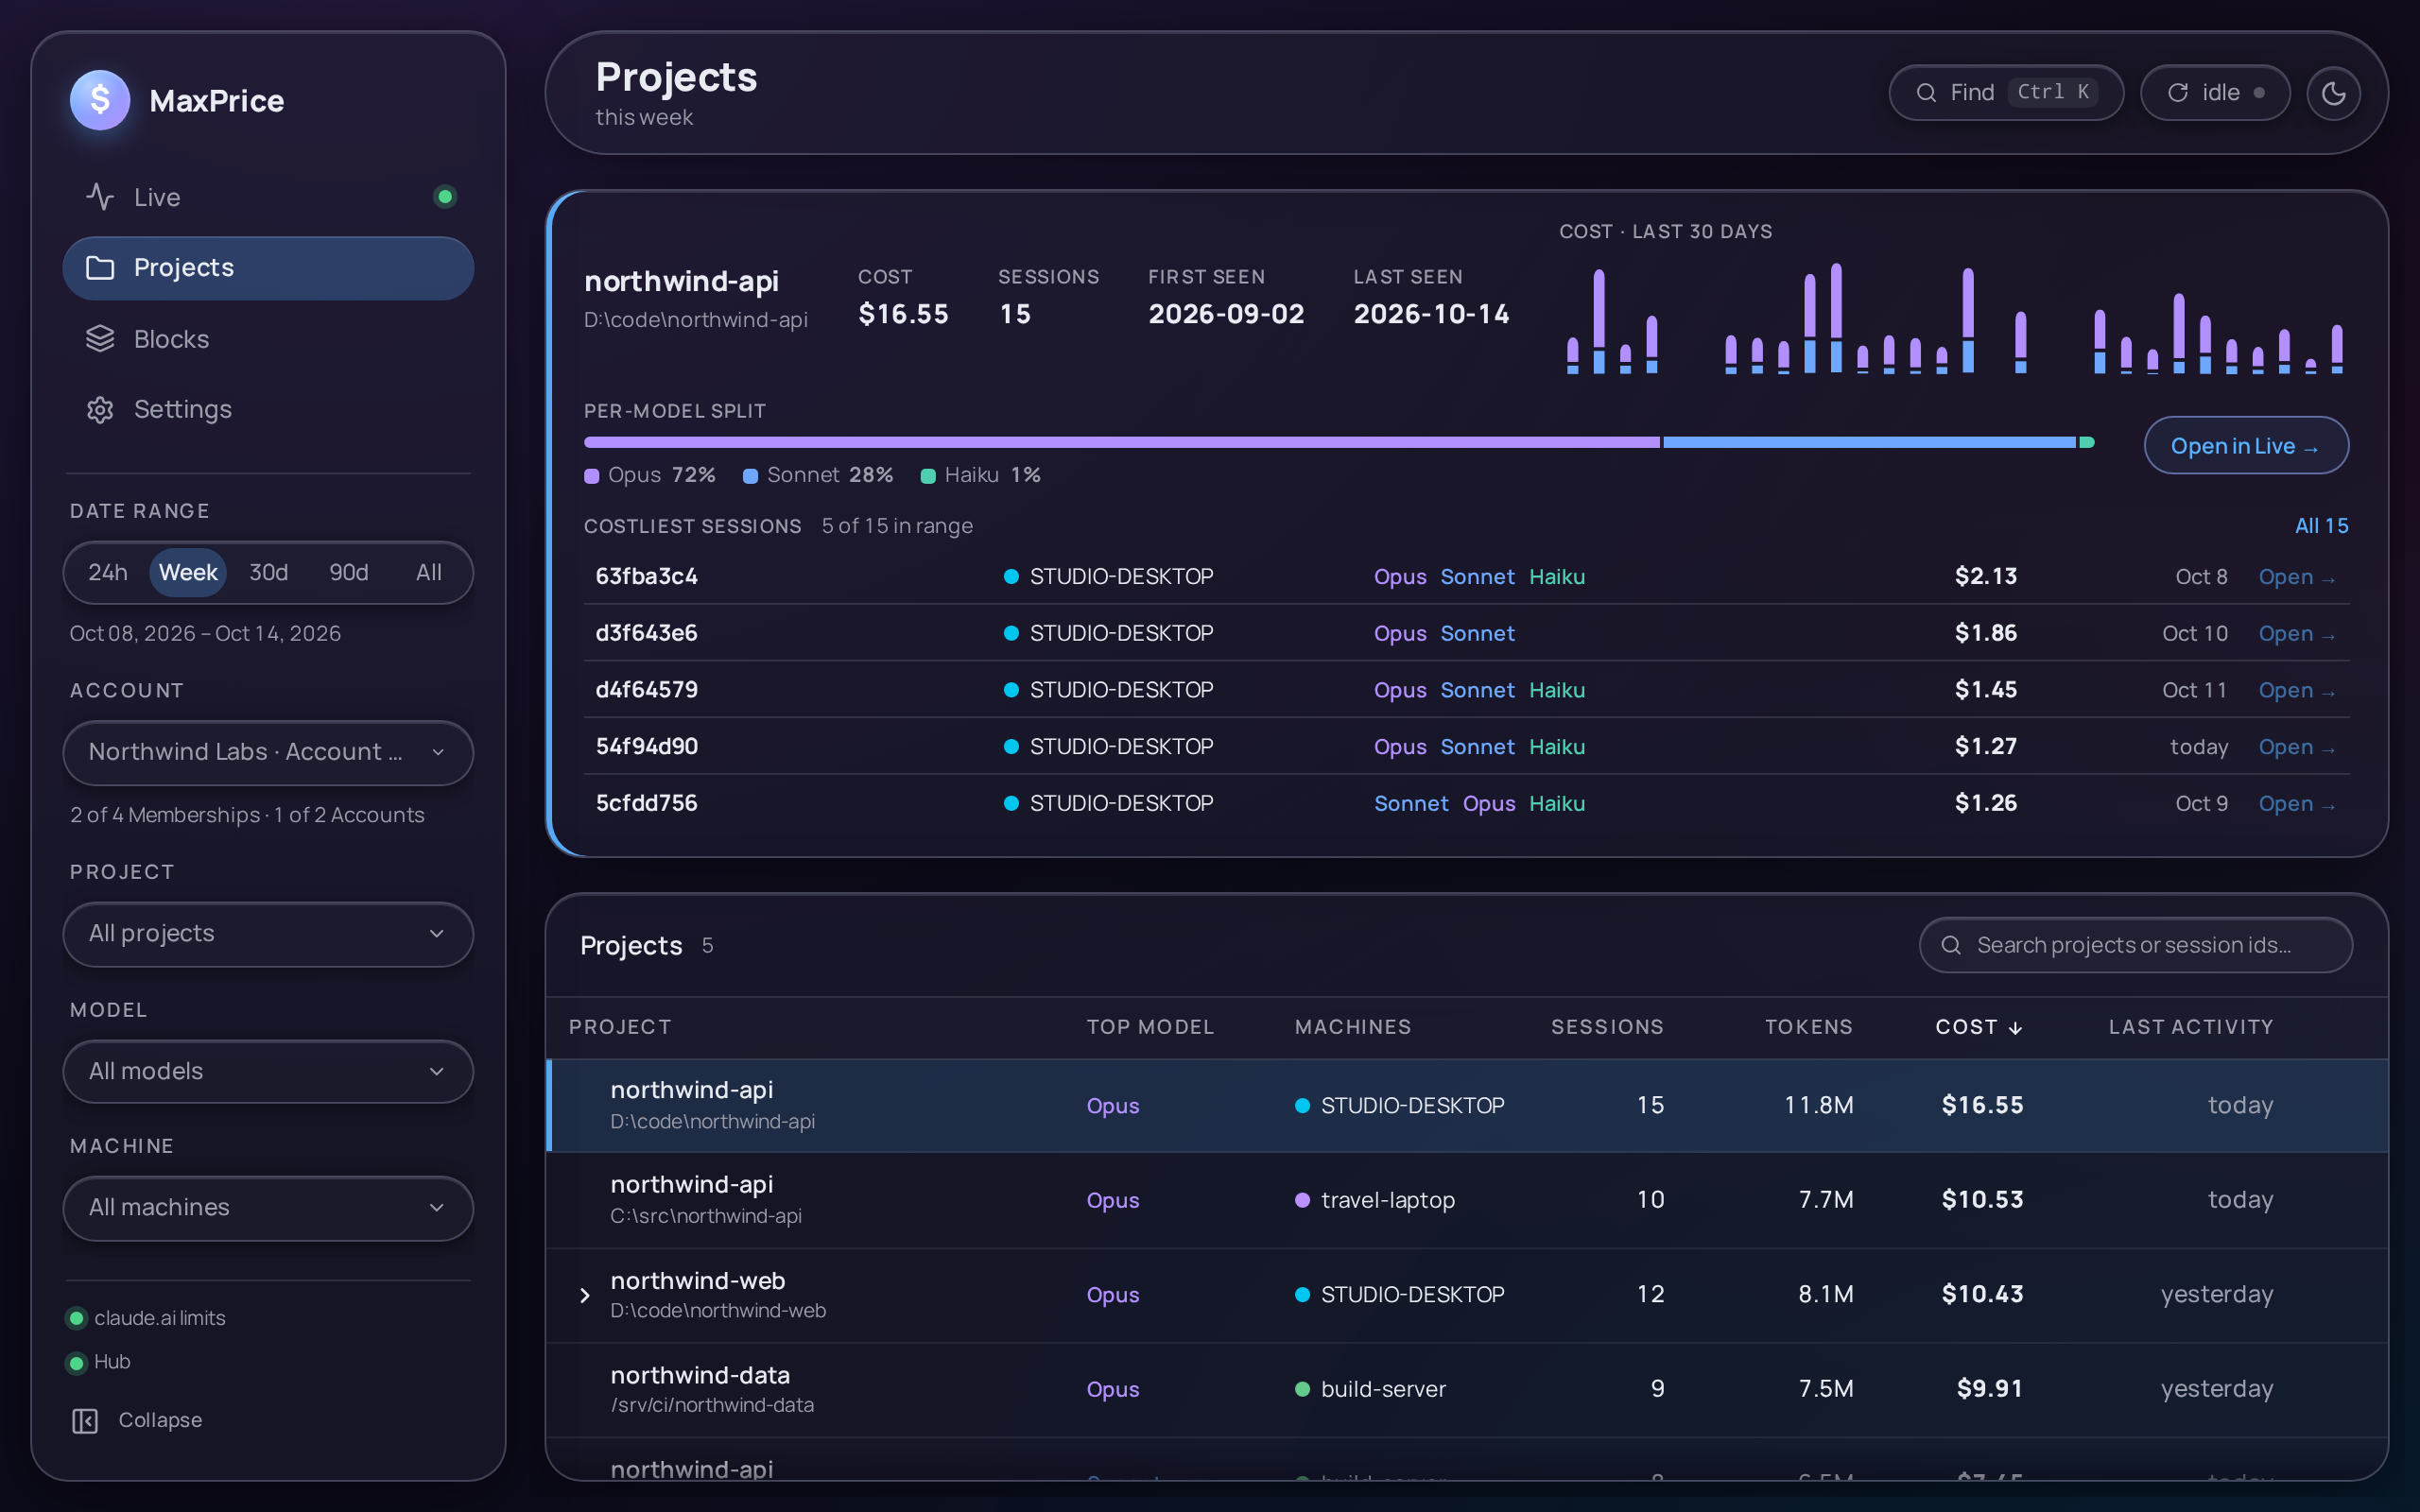 $ MaxPrice
Live
Projects
Blocks
Settings
DATE RANGE
24h Week 30d 90d All
Oct 08, 2026 – Oct 14, 2026
ACCOUNT
Northwind Labs · Account ...
2 of 4 Memberships · 1 of 2 Accounts
PROJECT
All projects
MODEL
All models
MACHINE
All machines
claude.ai limits
Hub
Collapse
Projects
this week
Find Ctrl K idle
northwind-api
D:\code\northwind-api
COST
$16.55
SESSIONS
15
FIRST SEEN
2026-09-02
LAST SEEN
2026-10-14
COST · LAST 30 DAYS
PER-MODEL SPLIT
Opus 72% Sonnet 28% Haiku 1%
Open in Live →
COSTLIEST SESSIONS 5 of 15 in range All 15
63fba3c4 STUDIO-DESKTOP Opus Sonnet Haiku $2.13 Oct 8 Open →
d3f643e6 STUDIO-DESKTOP Opus Sonnet $1.86 Oct 10 Open →
d4f64579 STUDIO-DESKTOP Opus Sonnet Haiku $1.45 Oct 11 Open →
54f94d90 STUDIO-DESKTOP Opus Sonnet Haiku $1.27 today Open →
5cfdd756 STUDIO-DESKTOP Sonnet Opus Haiku $1.26 Oct 9 Open →
Projects 5
Search projects or session ids...
PROJECT TOP MODEL MACHINES SESSIONS TOKENS COST ↓ LAST ACTIVITY
northwind-api
D:\code\northwind-api
Opus STUDIO-DESKTOP 15 11.8M $16.55 today
northwind-api
C:\src\northwind-api
Opus travel-laptop 10 7.7M $10.53 today
northwind-web
D:\code\northwind-web
Opus STUDIO-DESKTOP 12 8.1M $10.43 yesterday
northwind-data
/srv/ci/northwind-data
Opus build-server 9 7.5M $9.91 yesterday
northwind-api